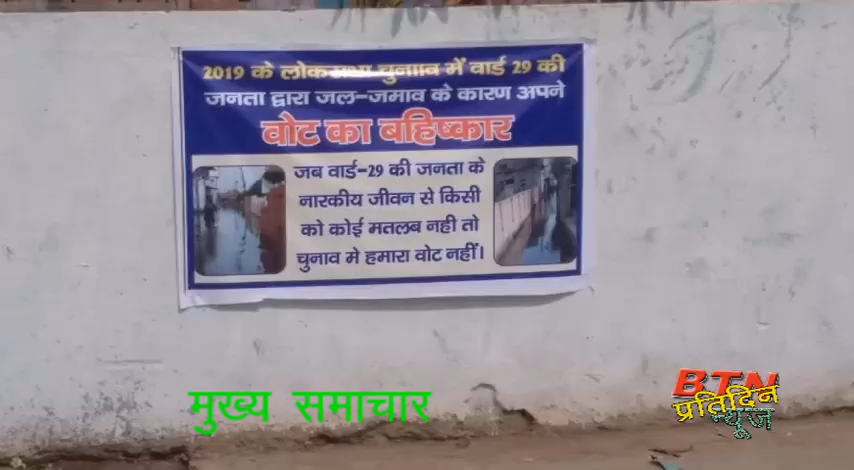 2019 के लोकसभा चुनाव में वार्ड 29 की
जनता द्वारा जल-जमाव के कारण अपने
वोट का बहिष्कार
जब वार्ड-29 की जनता के
नारकीय जीवन से किसी
को कोई मतलब नही तो
चुनाव मे हमारा वोट नहीं।
मुख्य समाचार
BTN
प्रतिदिन
न्यूज